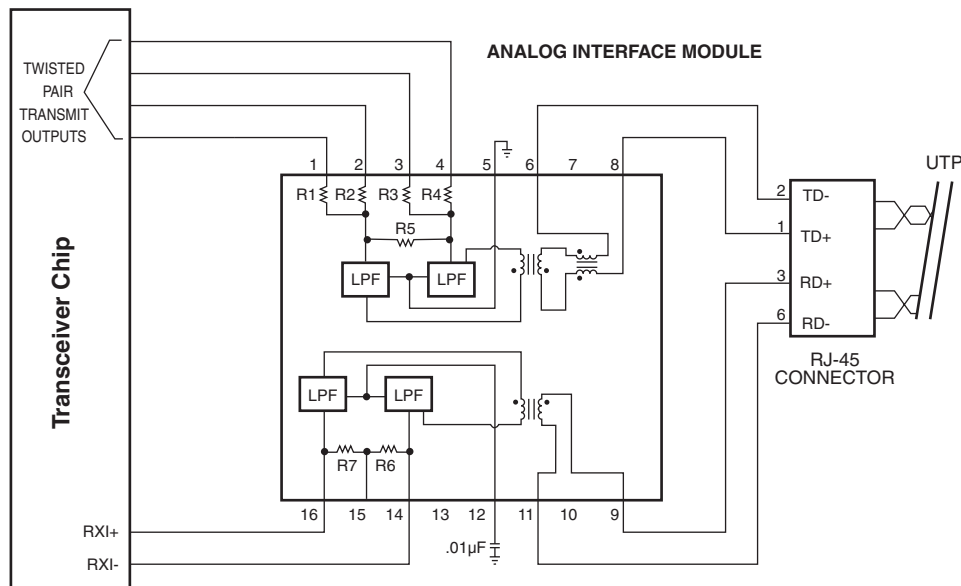 ANALOG INTERFACE MODULE
TWISTED
PAIR
TRANSMIT
OUTPUTS
Transceiver Chip
1 2 3 4 5 6 7 8
R1 R2 R3 R4
R5
LPF LPF
LPF LPF
R7 R6
16 15 14 13 12 11 10 9
.01µF
RXI+
RXI-
UTP
2 TD-
1 TD+
3 RD+
6 RD-
RJ-45
CONNECTOR